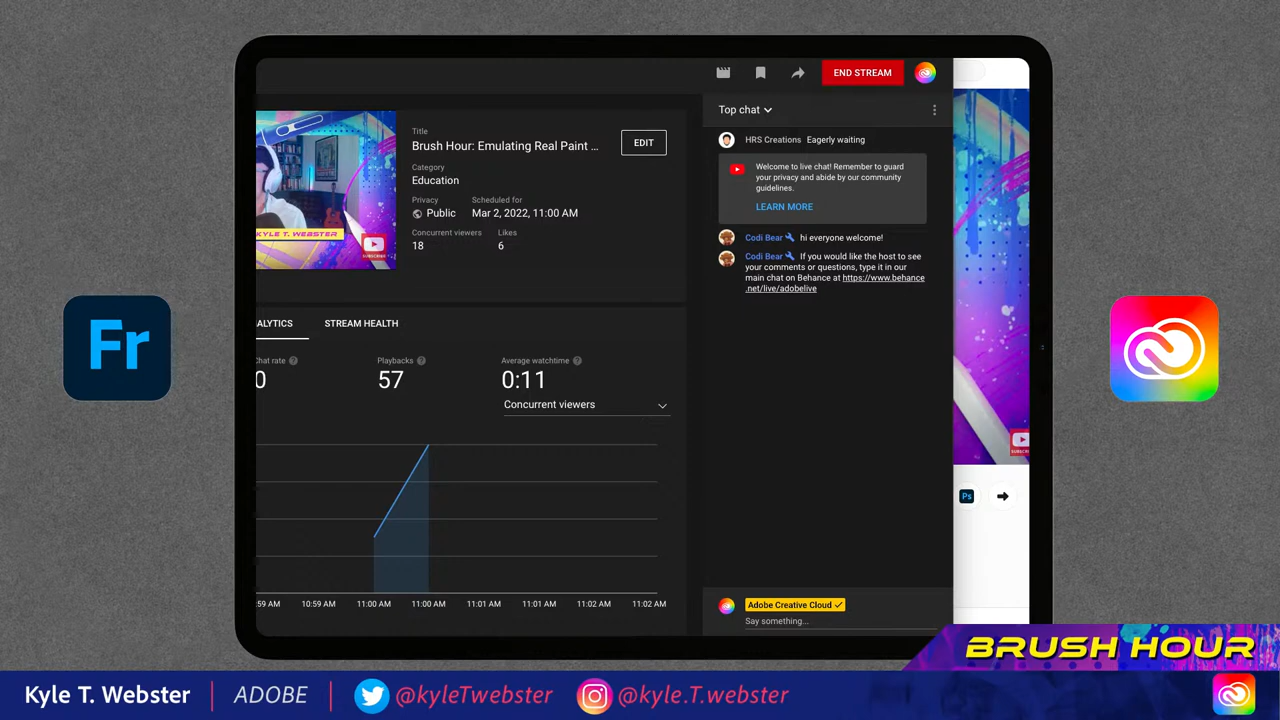 END STREAM
Title
Brush Hour: Emulating Real Paint ...
EDIT
Category
Education
Privacy
Public
Scheduled for
Mar 2, 2022, 11:00 AM
Concurrent viewers
18
Likes
6
KYLE T. WEBSTER
SUBSCRIBE
ALYTICS
STREAM HEALTH
Chat rate
0
Playbacks
57
Average watchtime
0:11
Concurrent viewers
:59 AM 10:59 AM 11:00 AM 11:00 AM 11:01 AM 11:01 AM 11:02 AM 11:02 AM
Top chat
HRS Creations Eagerly waiting
Welcome to live chat! Remember to guard
your privacy and abide by our community
guidelines.
LEARN MORE
Codi Bear hi everyone welcome!
Codi Bear If you would like the host to see
your comments or questions, type it in our
main chat on Behance at https://www.behance
.net/live/adobelive
Adobe Creative Cloud
Say something...
SUBSCRIB
Ps
Fr
BRUSH HOUR
Kyle T. Webster | ADOBE | @kyleTwebster @kyle.T.webster